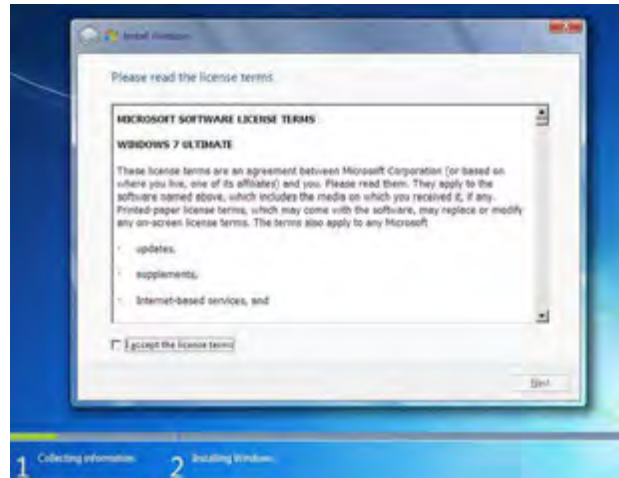 Install Windows
Please read the license terms
MICROSOFT SOFTWARE LICENSE TERMS
WINDOWS 7 ULTIMATE
These license terms are an agreement between Microsoft Corporation (or based on
where you live, one of its affiliates) and you. Please read them. They apply to the
software named above, which includes the media on which you received it, if any.
Printed-paper license terms, which may come with the software, may replace or modify
any on-screen license terms. The terms also apply to any Microsoft
· updates,
· supplements,
· Internet-based services, and
I accept the license terms
Next
1 Collecting information
2 Installing Windows